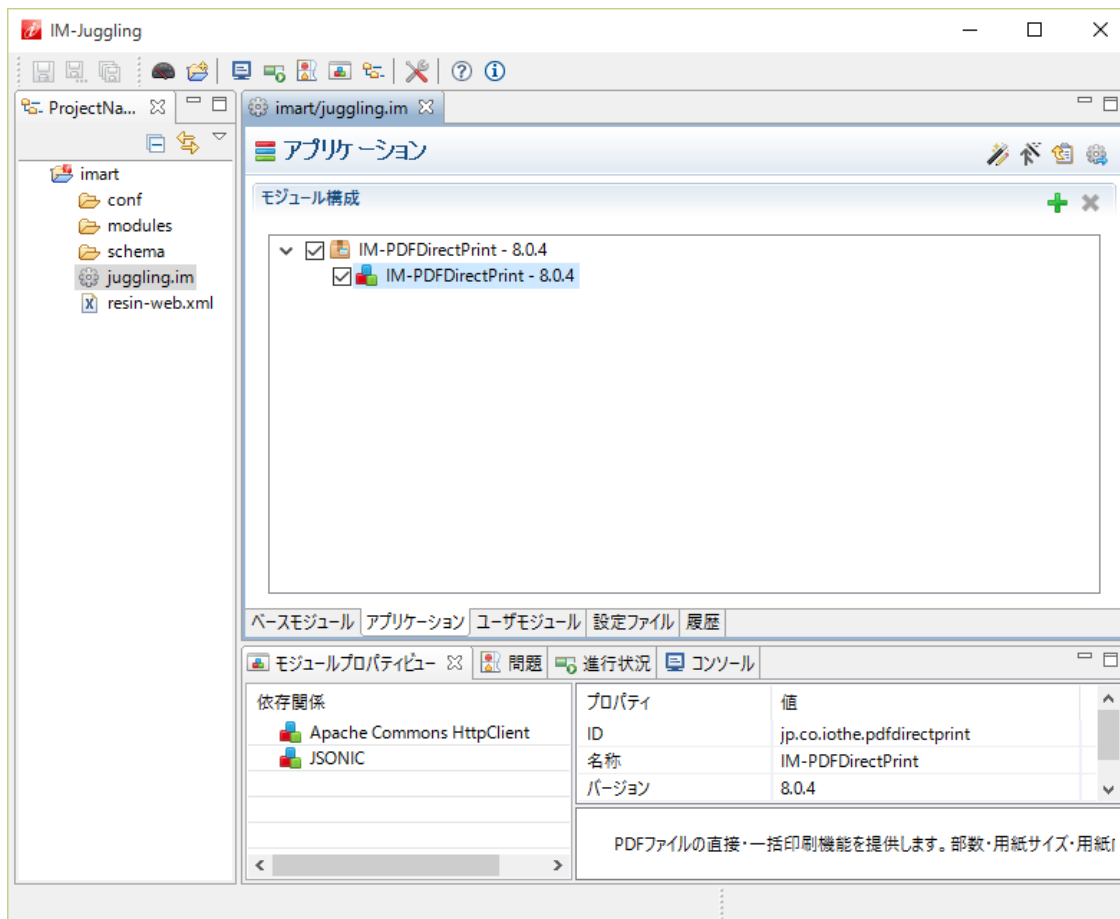 IM-Juggling
ProjectNa...
imart
conf
modules
schema
juggling.im
resin-web.xml
imart/juggling.im
アプリケーション
モジュール構成
IM-PDFDirectPrint - 8.0.4
IM-PDFDirectPrint - 8.0.4
ベースモジュール アプリケーション ユーザモジュール 設定ファイル 履歴
モジュールプロパティビュー 問題 進行状況 コンソール
依存関係
Apache Commons HttpClient
JSONIC
プロパティ 値
ID jp.co.iothe.pdfdirectprint
名称 IM-PDFDirectPrint
バージョン 8.0.4
PDFファイルの直接・一括印刷機能を提供します。部数・用紙サイズ・用紙